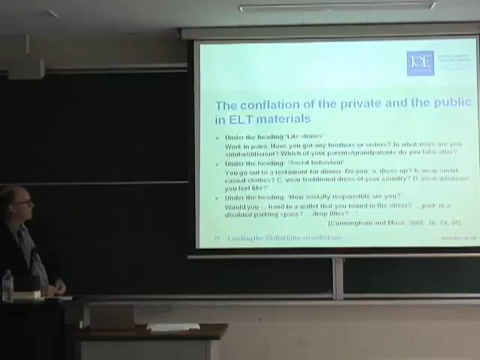 IOE
The conflation of the private and the public
in ELT materials
Under the heading 'Life stories'
Work in pairs. Have you got any brothers or sisters? In what ways are you
similar/different? Which of your parents/grandparents do you take after?
Under the heading: 'Social behaviour'
You go out to a restaurant for dinner. Do you: a. dress up? b. wear smart
casual clothes? C. wear traditional dress of your country? D. wear whatever
you feel like?
Under the heading: 'How socially responsible are you?'
Would you … hand in a wallet that you found in the street? … park in a
disabled parking space? … drop litter? …
(Cunningham and Moor, 2005:
Leading the Global Education Debate